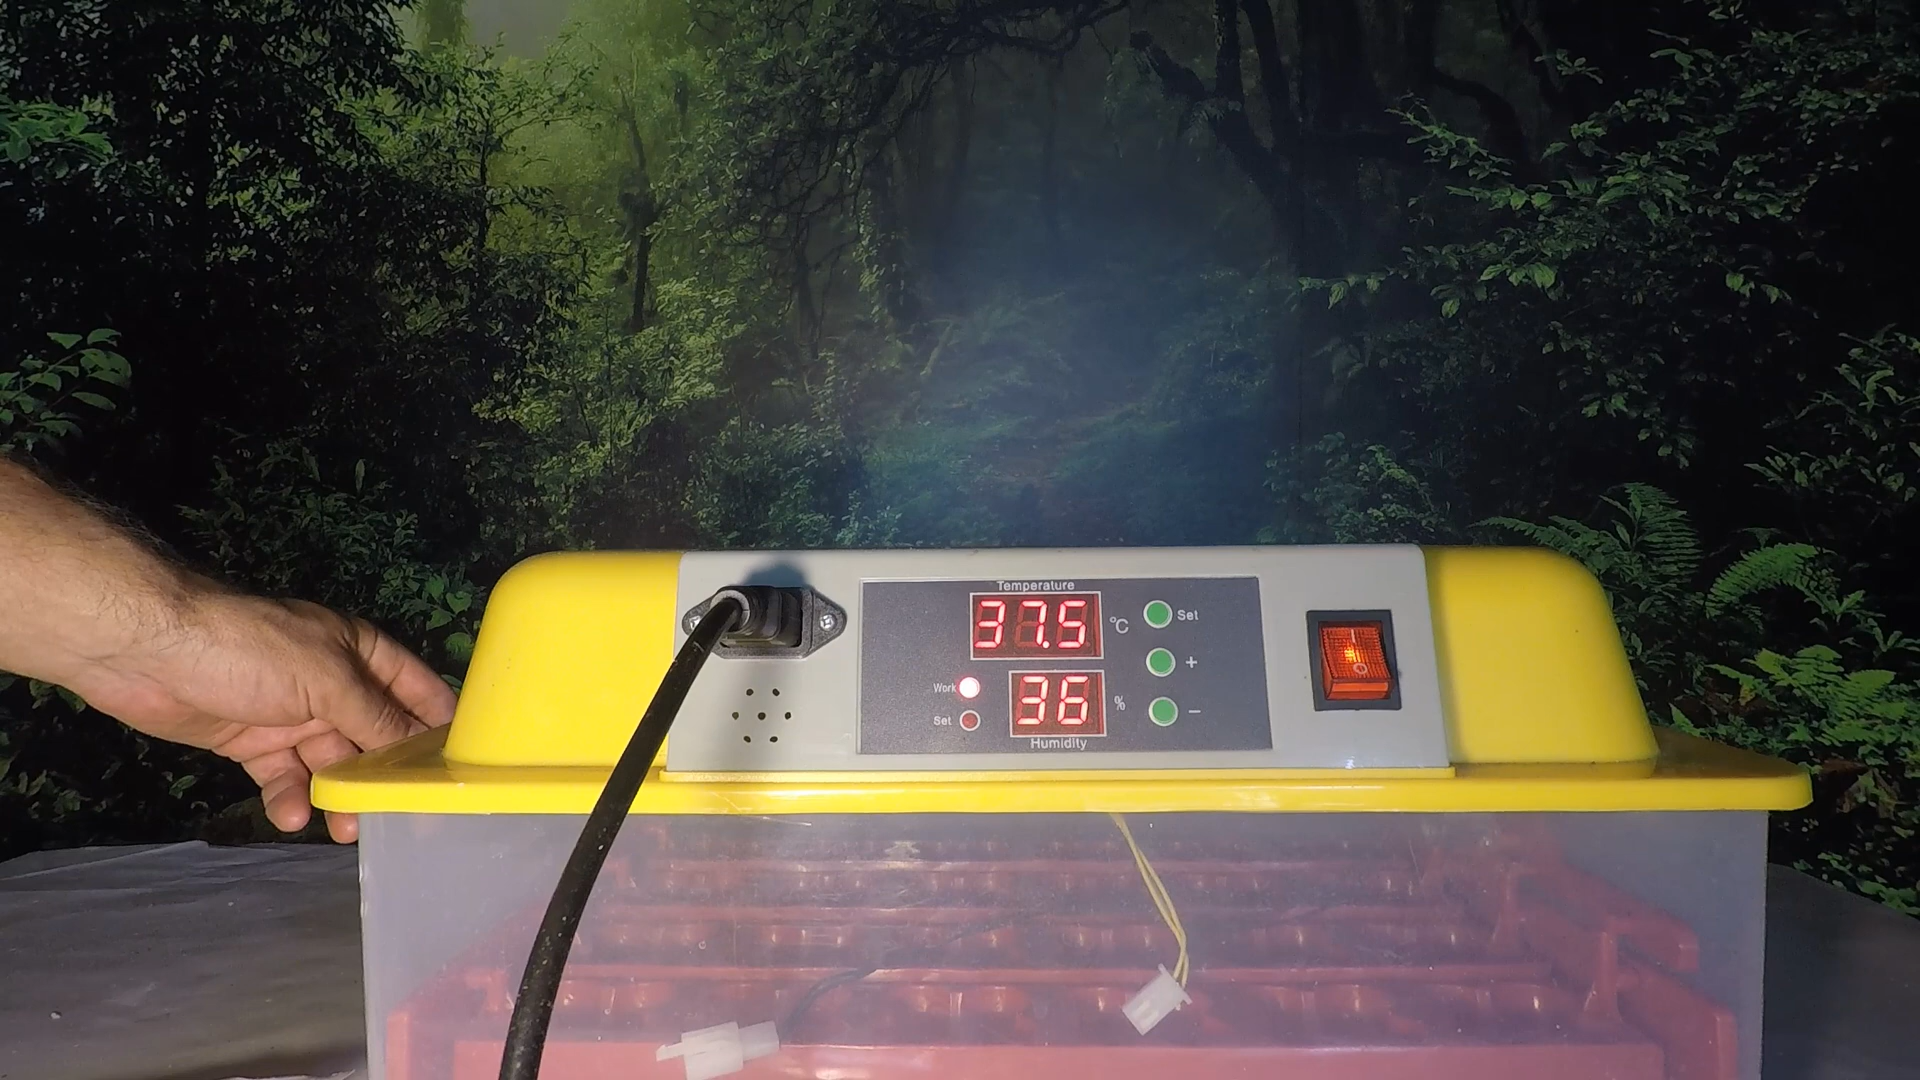 Temperature
37.5 °C Set
+
Work
36 %
Set
−
Humidity